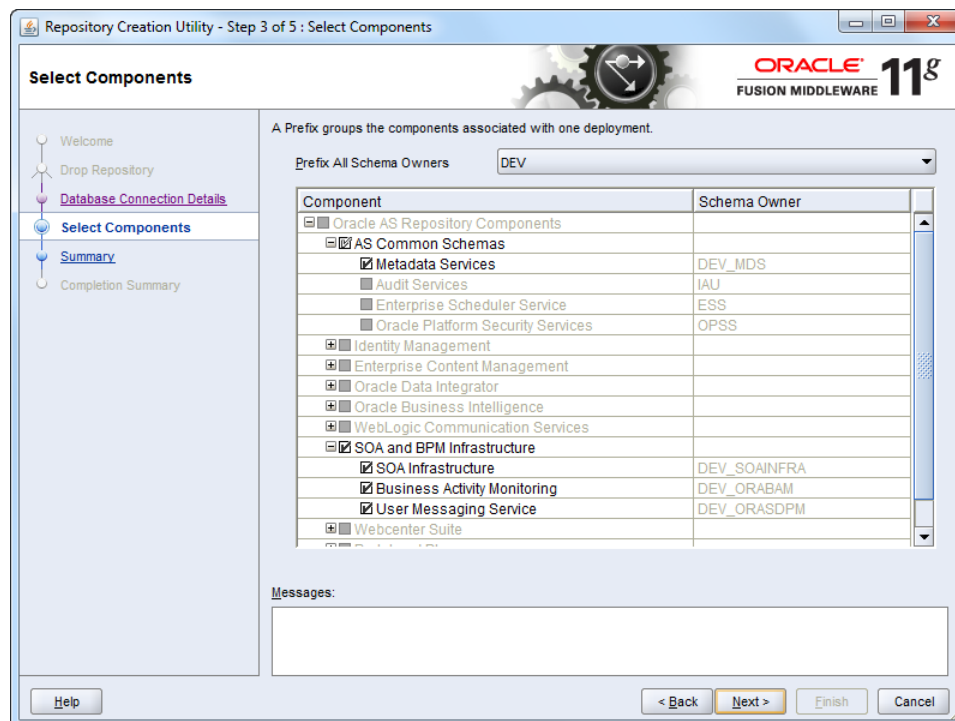 Repository Creation Utility - Step 3 of 5 : Select Components
Select Components
ORACLE
FUSION MIDDLEWARE
11g
Welcome
Drop Repository
Database Connection Details
Select Components
Summary
Completion Summary
A Prefix groups the components associated with one deployment.
Prefix All Schema Owners DEV
Component Schema Owner
Oracle AS Repository Components
AS Common Schemas
Metadata Services DEV_MDS
Audit Services IAU
Enterprise Scheduler Service ESS
Oracle Platform Security Services OPSS
Identity Management
Enterprise Content Management
Oracle Data Integrator
Oracle Business Intelligence
WebLogic Communication Services
SOA and BPM Infrastructure
SOA Infrastructure DEV_SOAINFRA
Business Activity Monitoring DEV_ORABAM
User Messaging Service DEV_ORASDPM
Webcenter Suite
Messages:
Help
< Back
Next >
Finish
Cancel